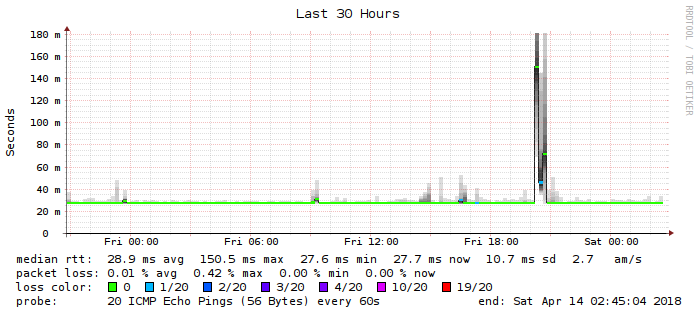 Last 30 Hours
RRDTOOL / TOBI OETIKER
Seconds
180 m
160 m
140 m
120 m
100 m
80 m
60 m
40 m
20 m
0
Fri 00:00 Fri 06:00 Fri 12:00 Fri 18:00 Sat 00:00
median rtt: 28.9 ms avg 150.5 ms max 27.6 ms min 27.7 ms now 10.7 ms sd 2.7 am/s
packet loss: 0.01 % avg 0.42 % max 0.00 % min 0.00 % now
loss color: 0 1/20 2/20 3/20 4/20 10/20 19/20
probe: 20 ICMP Echo Pings (56 Bytes) every 60s end: Sat Apr 14 02:45:04 2018